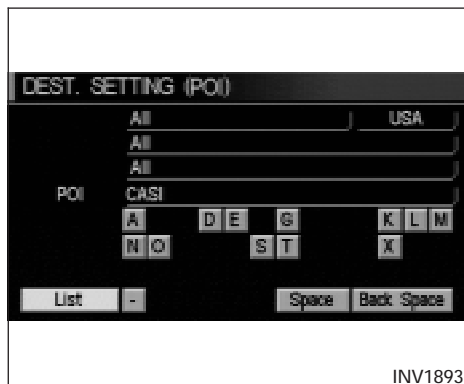 DEST. SETTING (POI)
All USA
All
All
POI CASI
A D E G K L M
N O S T X
List - Space Back Space
INV1893